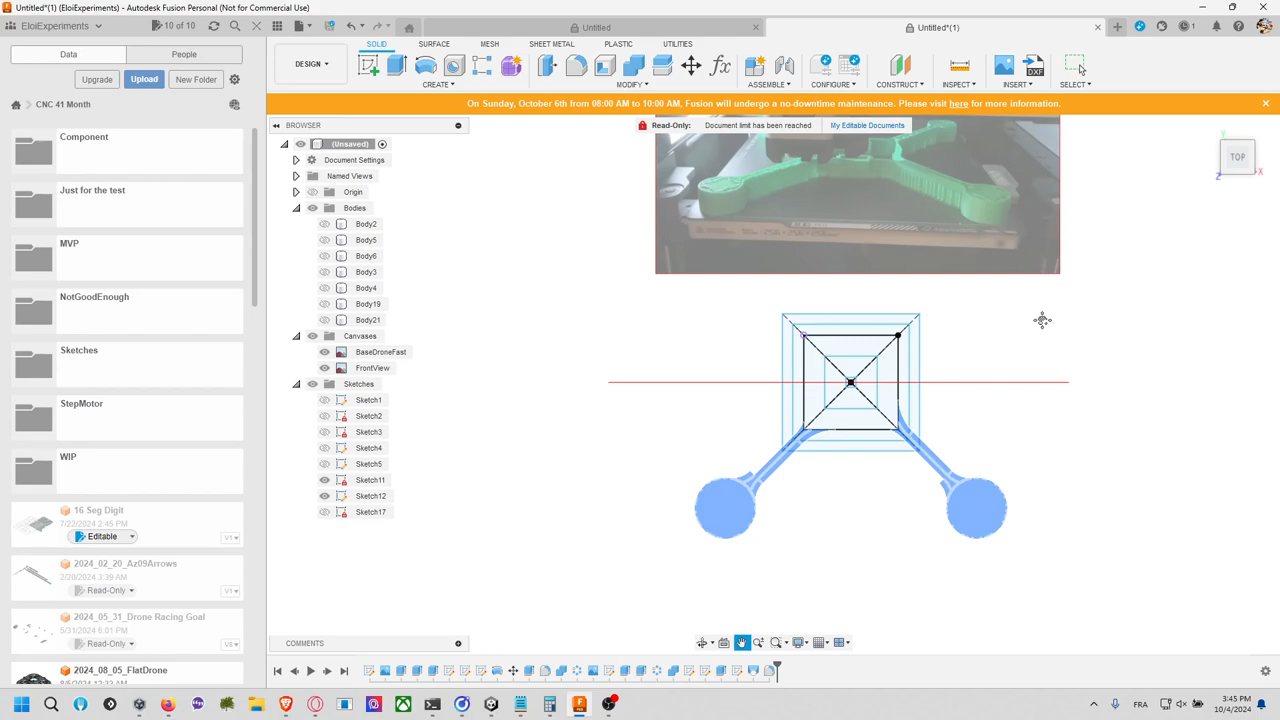 Untitled*(1) - Autodesk Fusion Personal (Not for Commercial Use)
EloiExperiments
10 of 10
Untitled
Untitled*(1)
1
Data
People
Upgrade
Upload
New Folder
CNC 41 Month
Component
Just for the test
MVP
NotGoodEnough
Sketches
StepMotor
WIP
16 Seg Digit
7/22/2024 2:45 PM
Editable
V1
2024_02_20_Az09Arrows
2/20/2024 3:39 AM
Read-Only
V1
2024_05_31_Drone Racing Goal
5/31/2024 6:01 PM
Read-Only
V8
2024_08_05_FlatDrone
DESIGN
SOLID
SURFACE
MESH
SHEET METAL
PLASTIC
UTILITIES
CREATE
MODIFY
ASSEMBLE
CONFIGURE
CONSTRUCT
INSPECT
INSERT
SELECT
DXF
On Sunday, October 6th from 08:00 AM to 10:00 AM, Fusion will undergo a no-downtime maintenance. Please visit here for more information.
BROWSER
Read-Only: Document limit has been reached My Editable Documents
(Unsaved)
Document Settings
Named Views
Origin
Bodies
Body2
Body5
Body6
Body3
Body4
Body19
Body21
Canvases
BaseDroneFast
FrontView
Sketches
Sketch1
Sketch2
Sketch3
Sketch4
Sketch5
Sketch11
Sketch12
Sketch17
Y
TOP
X
Z
COMMENTS
FRA
3:45 PM
10/4/2024